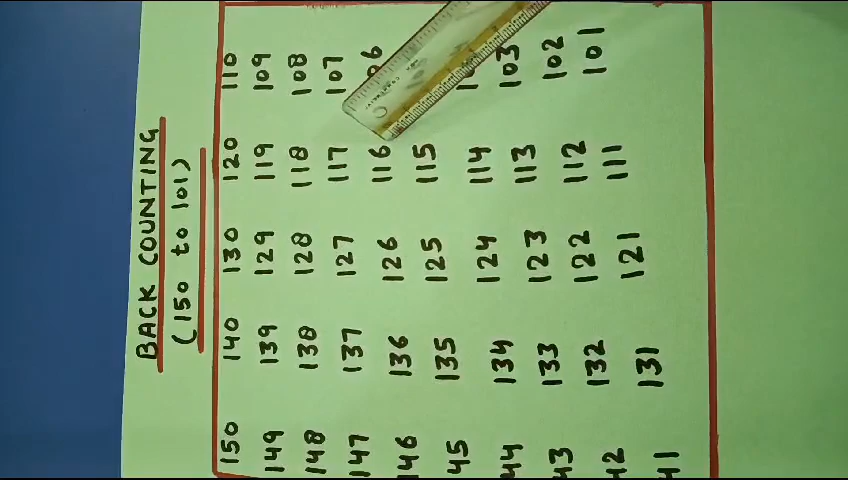 BACK COUNTING
(150 to 101)
150 140 130 120 110
149 139 129 119 109
148 138 128 118 108
147 137 127 117 107
146 136 126 116
45 135 125 115
44 134 124 114
43 133 123 113 103
42 132 122 112 102
41 131 121 111 101